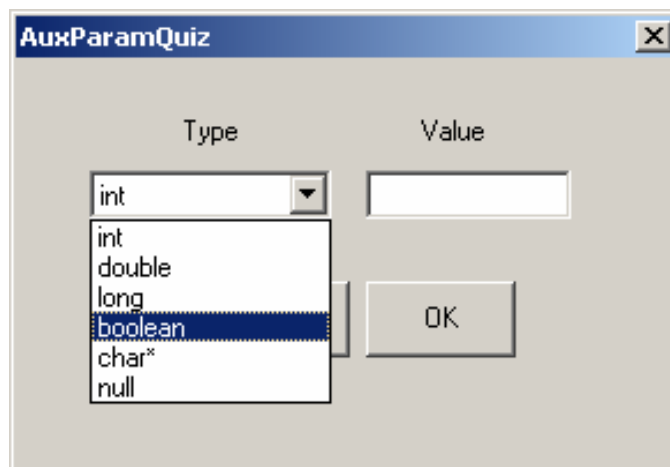 AuxParamQuiz
Type Value
int
int
double
long
boolean
OK
char*
null